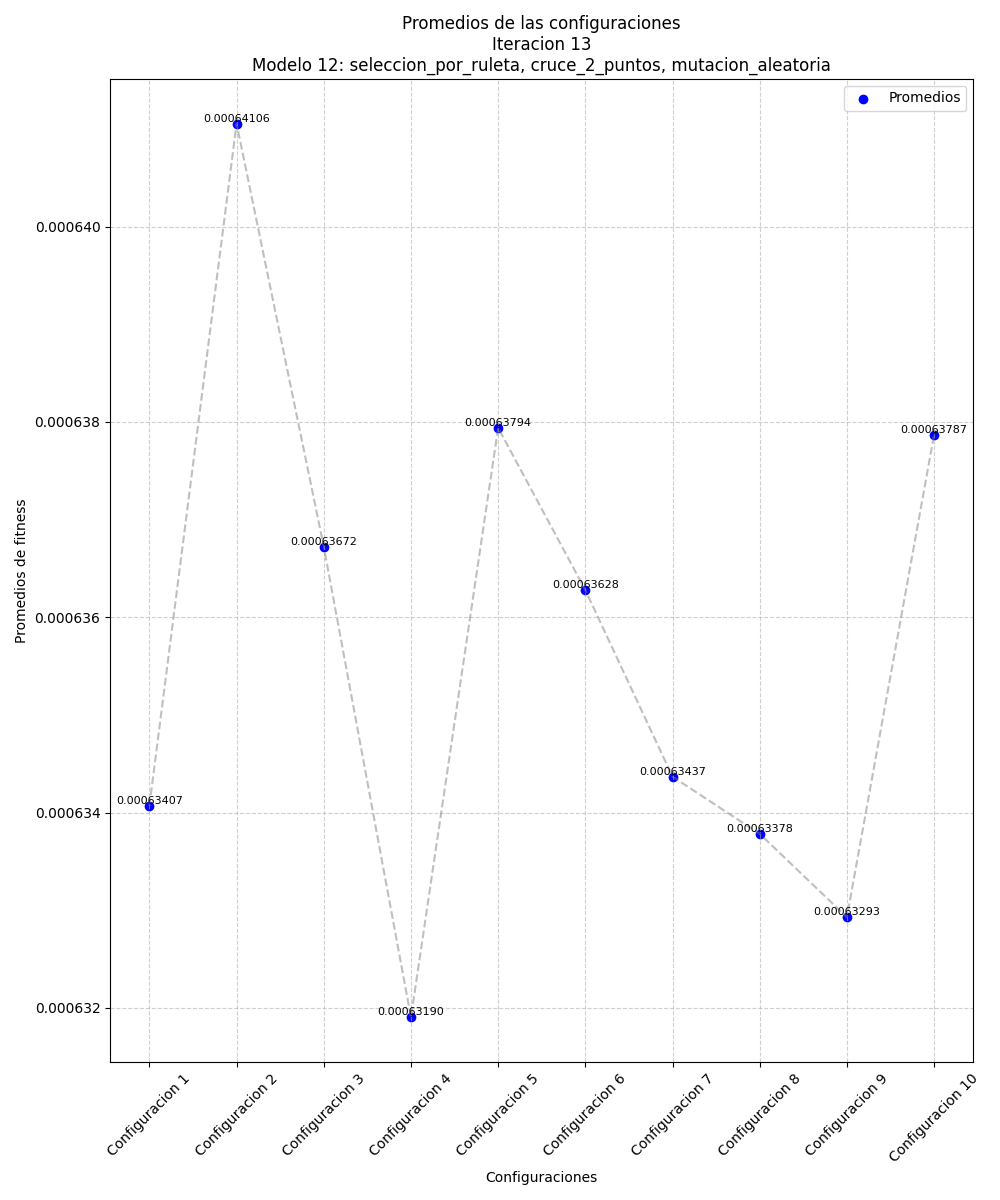 Promedios de las configuraciones
Iteracion 13
Modelo 12: seleccion_por_ruleta, cruce_2_puntos, mutacion_aleatoria
Promedios
0.00064106
0.000640
0.000638
0.00063794
0.00063787
0.00063672
0.00063628
0.000636
0.00063437
0.00063407
0.000634
0.00063378
0.00063293
0.00063190
0.000632
Promedios de fitness
Configuracion 1
Configuracion 2
Configuracion 3
Configuracion 4
Configuracion 5
Configuracion 6
Configuracion 7
Configuracion 8
Configuracion 9
Configuracion 10
Configuraciones